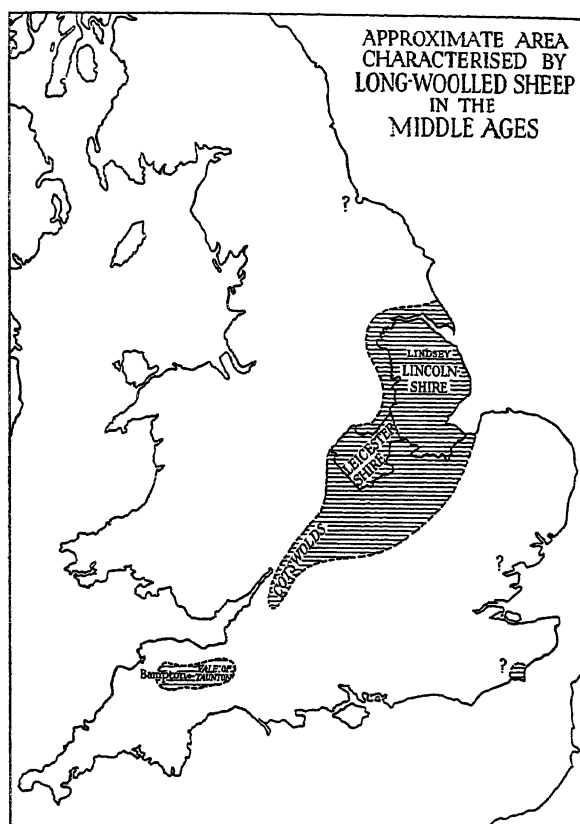 APPROXIMATE AREA
CHARACTERISED BY
LONG-WOOLLED SHEEP
IN THE
MIDDLE AGES
?
LINDSEY
LINCOLN-
SHIRE
LEICESTER
SHIRE
COTSWOLDS
?
?
Bampton
VALE OF
TAUNTON